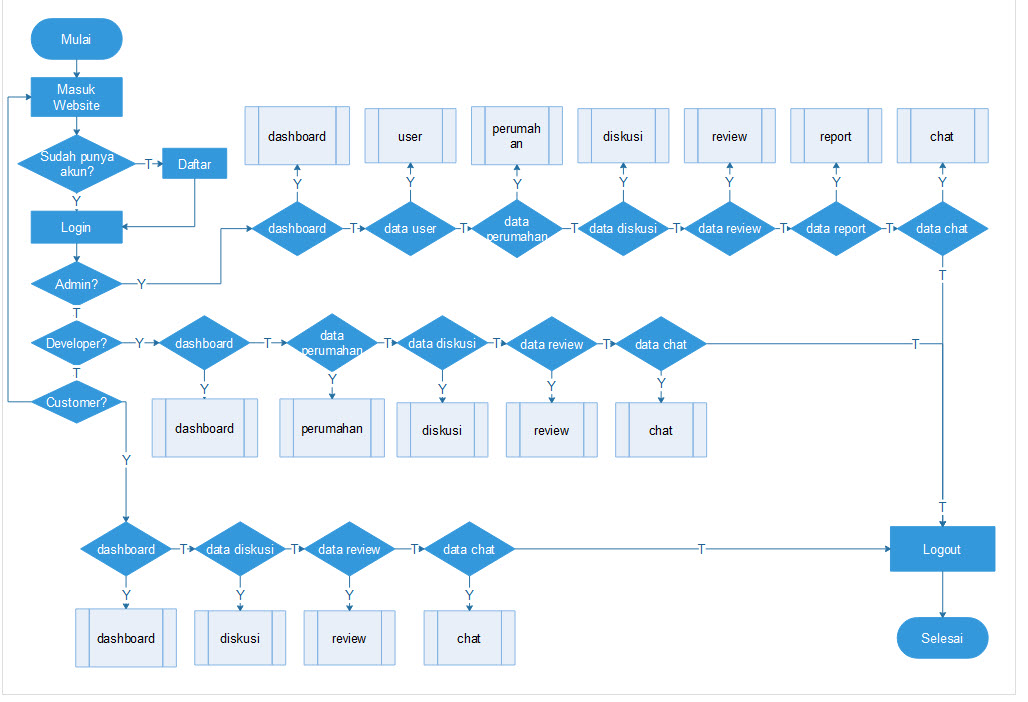 Mulai
Masuk
Website
Sudah punya
akun?
T
Daftar
Y
Login
Admin?
Y
T
dashboard
user
perumah
an
diskusi
review
report
chat
Y
Y
Y
Y
Y
Y
Y
dashboard
T
data user
T
data
perumahan
T
data diskusi
T
data review
T
data report
T
data chat
T
Developer?
Y
T
dashboard
T
data
perumahan
T
data diskusi
T
data review
T
data chat
T
Y
Y
Y
Y
Y
dashboard
perumahan
diskusi
review
chat
Customer?
Y
T
dashboard
T
data diskusi
T
data review
T
data chat
T
Logout
Y
Y
Y
Y
dashboard
diskusi
review
chat
Selesai